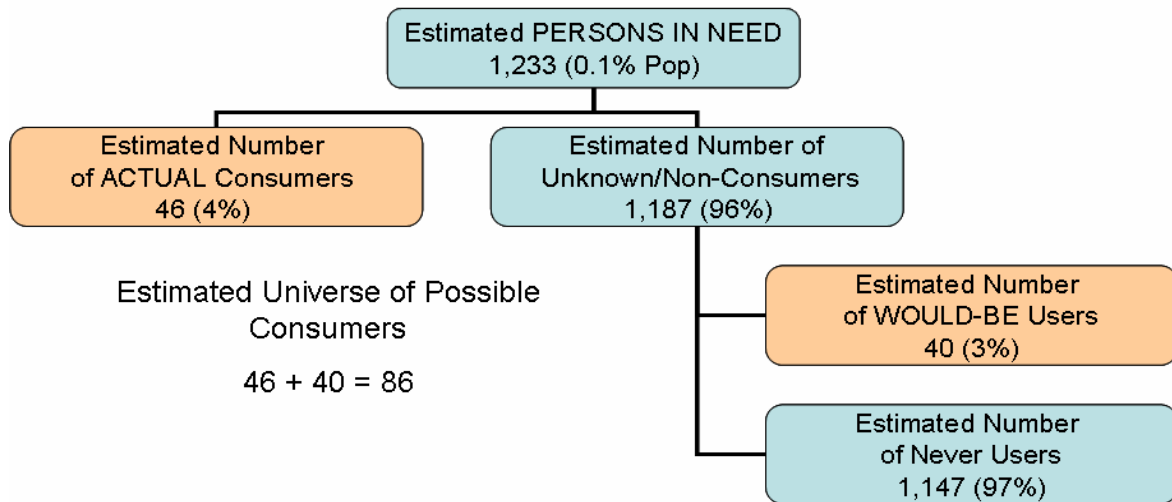 Estimated PERSONS IN NEED
1,233 (0.1% Pop)
Estimated Number
of ACTUAL Consumers
46 (4%)
Estimated Number of
Unknown/Non-Consumers
1,187 (96%)
Estimated Universe of Possible
Consumers
46 + 40 = 86
Estimated Number
of WOULD-BE Users
40 (3%)
Estimated Number
of Never Users
1,147 (97%)